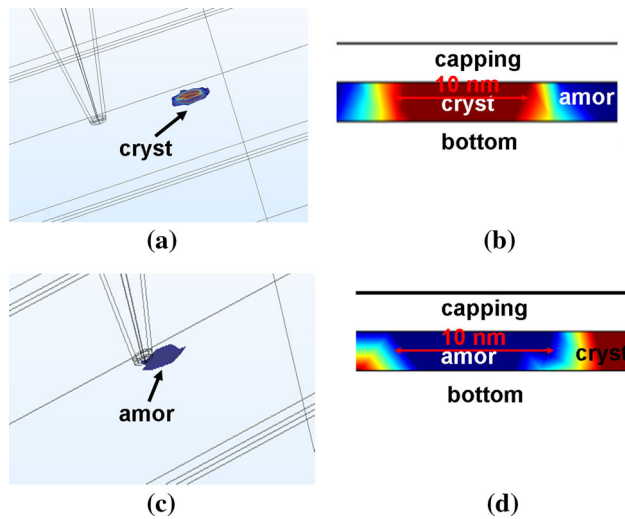 cryst
(a)
capping
10 nm
cryst
amor
bottom
(b)
amor
(c)
capping
10 nm
amor
cryst
bottom
(d)